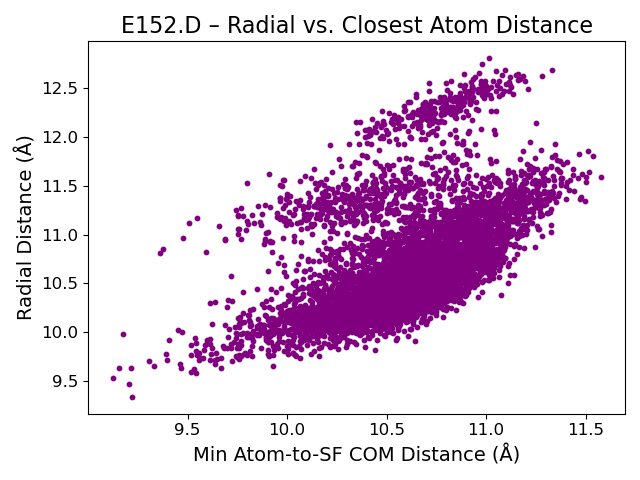 E152.D – Radial vs. Closest Atom Distance
Radial Distance (Å)
12.5
12.0
11.5
11.0
10.5
10.0
9.5
9.5 10.0 10.5 11.0 11.5
Min Atom-to-SF COM Distance (Å)